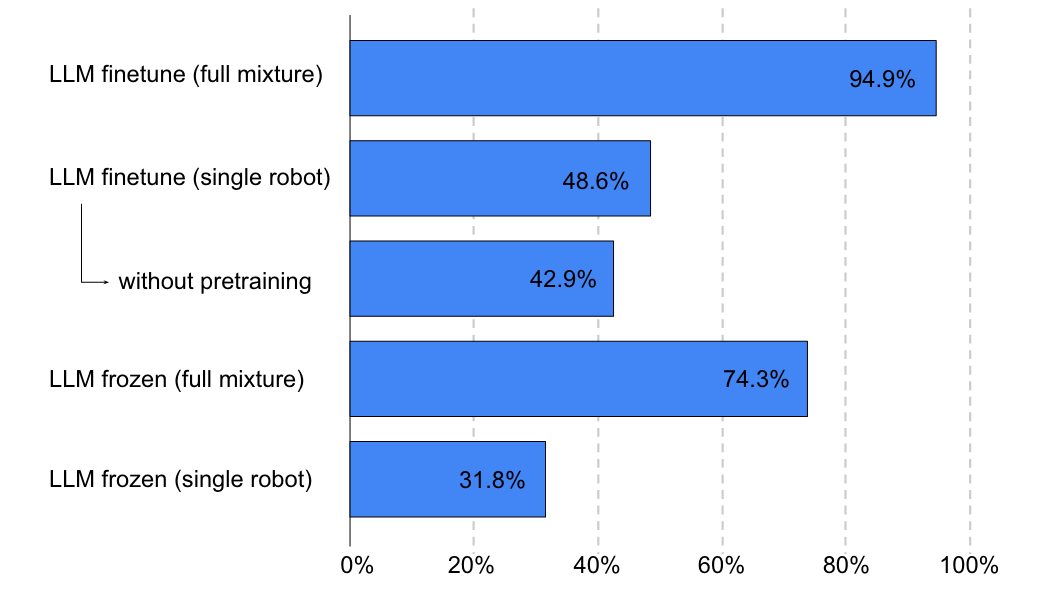 LLM finetune (full mixture)
94.9%
LLM finetune (single robot)
48.6%
without pretraining
42.9%
LLM frozen (full mixture)
74.3%
LLM frozen (single robot)
31.8%
0% 20% 40% 60% 80% 100%